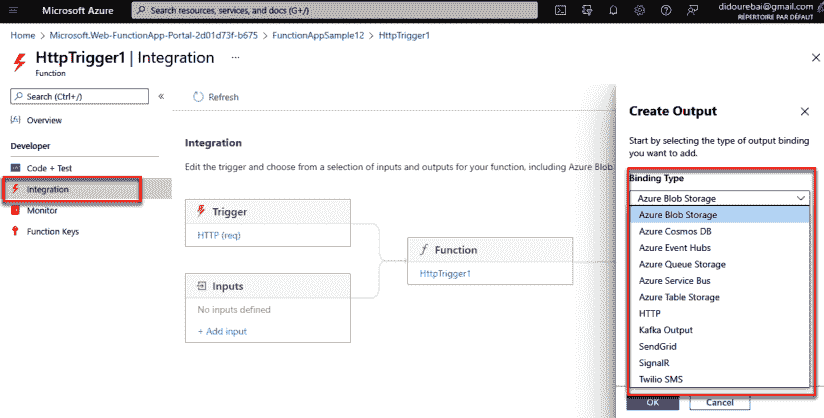 Microsoft Azure
Search resources, services, and docs (G+/)
didourebai@gmail.com
RÉPERTOIRE PAR DÉFAUT
Home > Microsoft.Web-FunctionApp-Portal-2d01d73f-b675 > FunctionAppSample12 > HttpTrigger1
HttpTrigger1 | Integration ...
Function
Search (Ctrl+/)
«
Overview
Developer
Code + Test
Integration
Monitor
Function Keys
Refresh
Integration
Edit the trigger and choose from a selection of inputs and outputs for your function, including Azure Blob
Trigger
HTTP (req)
Inputs
No inputs defined
+ Add input
Function
HttpTrigger1
Create Output
Start by selecting the type of output binding
you want to add.
Binding Type
Azure Blob Storage
Azure Blob Storage
Azure Cosmos DB
Azure Event Hubs
Azure Queue Storage
Azure Service Bus
Azure Table Storage
HTTP
Kafka Output
SendGrid
SignalR
Twilio SMS
OK
Cancel